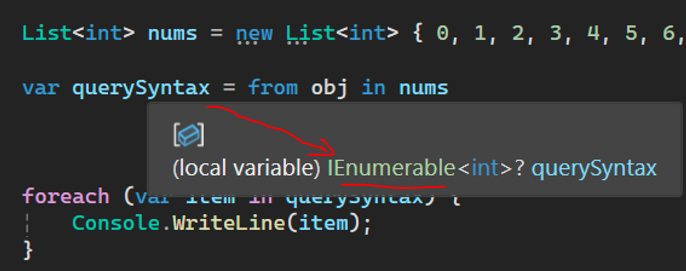 List<int> nums = new List<int> { 0, 1, 2, 3, 4, 5, 6,
var querySyntax = from obj in nums
(local variable) IEnumerable<int>? querySyntax
foreach (var item in querySyntax) {
Console.WriteLine(item);
}